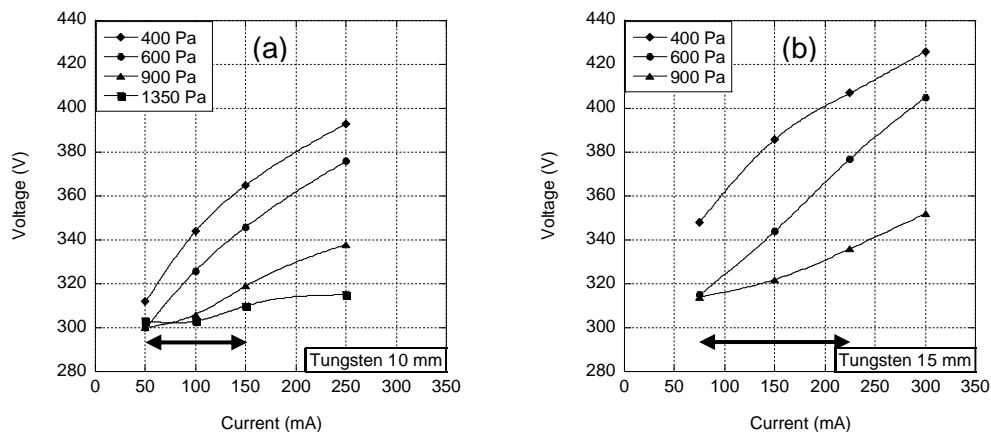 (a)
400 Pa
600 Pa
900 Pa
1350 Pa
Voltage (V)
440
420
400
380
360
340
320
300
280
0 50 100 150 200 250 300 350
Tungsten 10 mm
Current (mA)
(b)
400 Pa
600 Pa
900 Pa
Voltage (V)
440
420
400
380
360
340
320
300
280
0 50 100 150 200 250 300 350
Tungsten 15 mm
Current (mA)